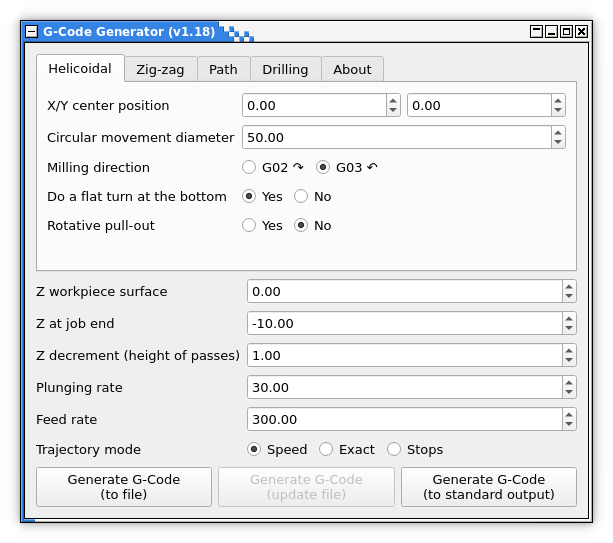 G-Code Generator (v1.18)
Helicoidal Zig-zag Path Drilling About
X/Y center position 0.00 0.00
Circular movement diameter 50.00
Milling direction G02 ↷ G03 ↶
Do a flat turn at the bottom Yes No
Rotative pull-out Yes No
Z workpiece surface 0.00
Z at job end -10.00
Z decrement (height of passes) 1.00
Plunging rate 30.00
Feed rate 300.00
Trajectory mode Speed Exact Stops
Generate G-Code
(to file)
Generate G-Code
(update file)
Generate G-Code
(to standard output)